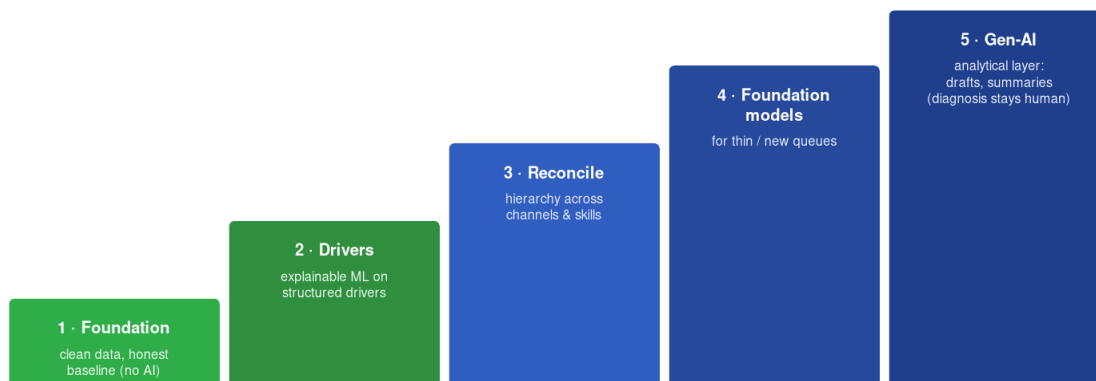 1 · Foundation
clean data, honest
baseline (no AI)
2 · Drivers
explainable ML on
structured drivers
3 · Reconcile
hierarchy across
channels & skills
4 · Foundation
models
for thin / new queues
5 · Gen-AI
analytical layer:
drafts, summaries
(diagnosis stays human)